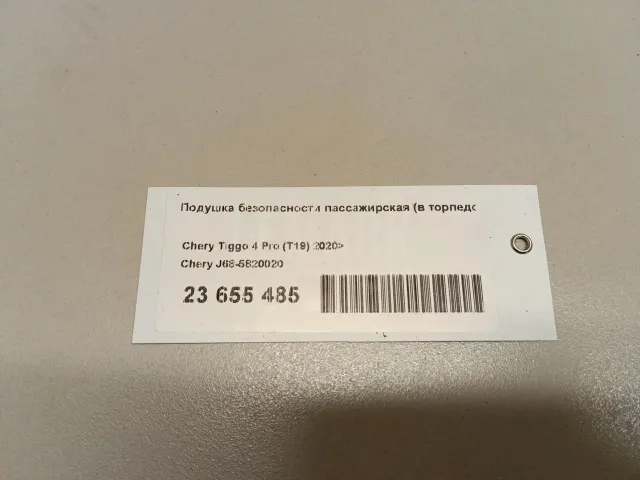 Подушка безопасности пассажирская (в торпедо
Chery Tiggo 4 Pro (T19) 2020>
Chery J68-5820020
23 655 485